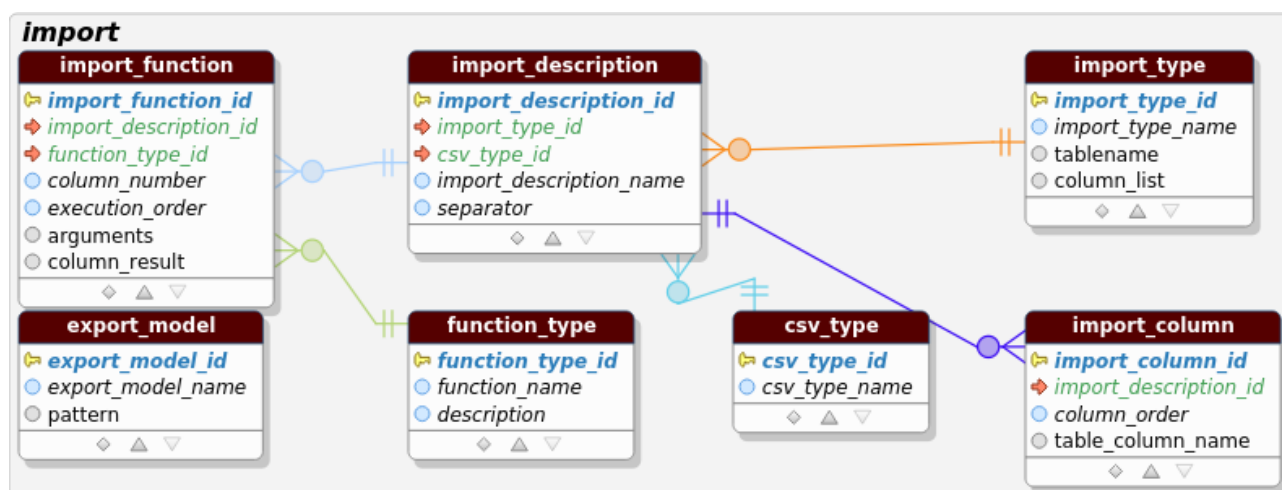 import
import_function
import_function_id
import_description_id
function_type_id
column_number
execution_order
arguments
column_result
import_description
import_description_id
import_type_id
csv_type_id
import_description_name
separator
import_type
import_type_id
import_type_name
tablename
column_list
export_model
export_model_id
export_model_name
pattern
function_type
function_type_id
function_name
description
csv_type
csv_type_id
csv_type_name
import_column
import_column_id
import_description_id
column_order
table_column_name